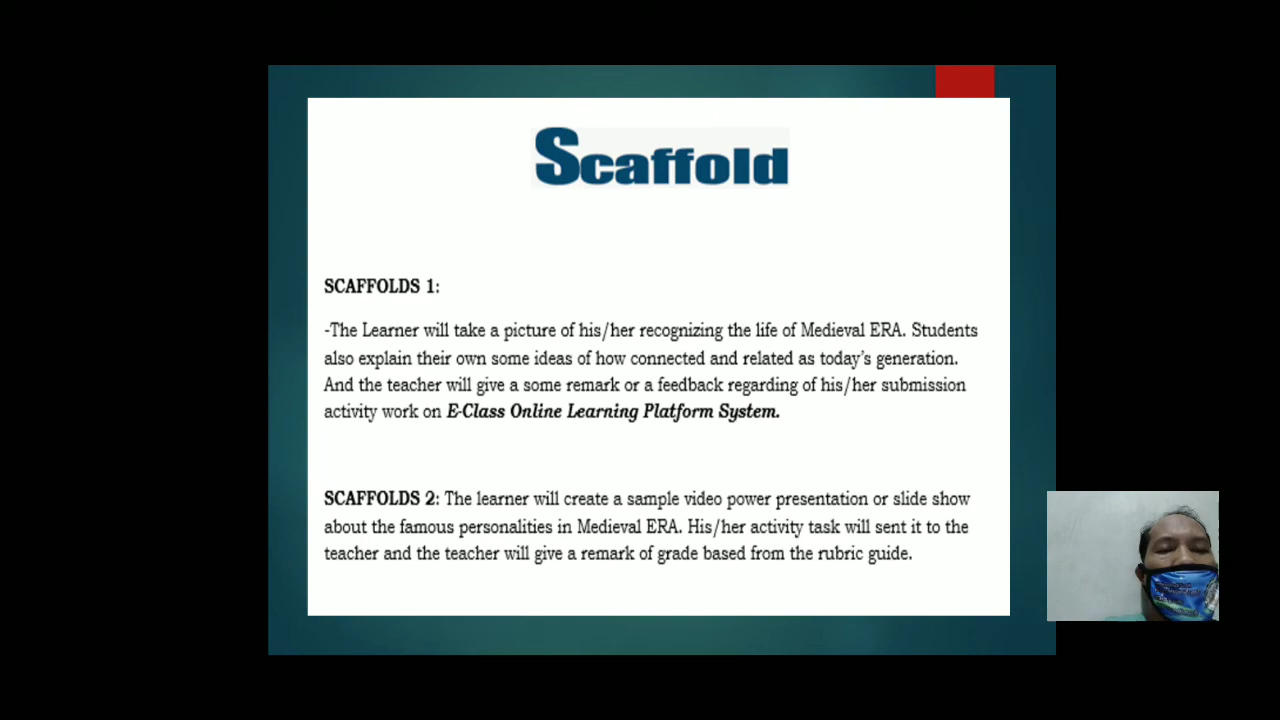 Scaffold
SCAFFOLDS 1:
-The Learner will take a picture of his/her recognizing the life of Medieval ERA. Students
also explain their own some ideas of how connected and related as today's generation.
And the teacher will give a some remark or a feedback regarding of his/her submission
activity work on E-Class Online Learning Platform System.
SCAFFOLDS 2: The learner will create a sample video power presentation or slide show
about the famous personalities in Medieval ERA. His/her activity task will sent it to the
teacher and the teacher will give a remark of grade based from the rubric guide.